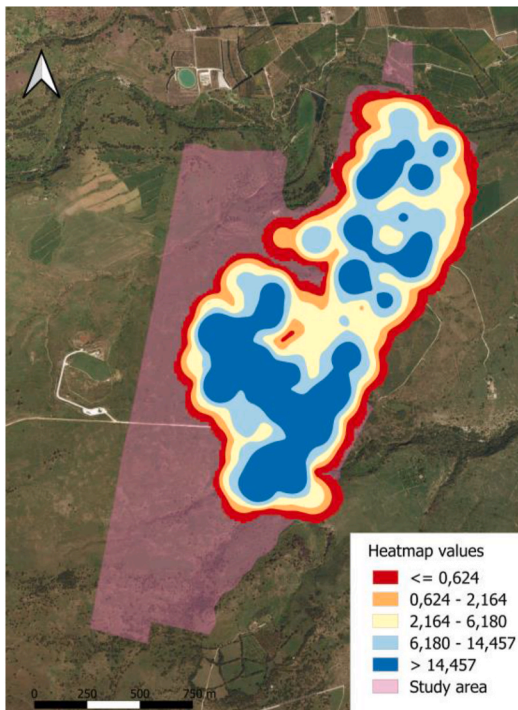 Heatmap values
<= 0,624
0,624 - 2,164
2,164 - 6,180
6,180 - 14,457
> 14,457
Study area
0 250 500 750 m